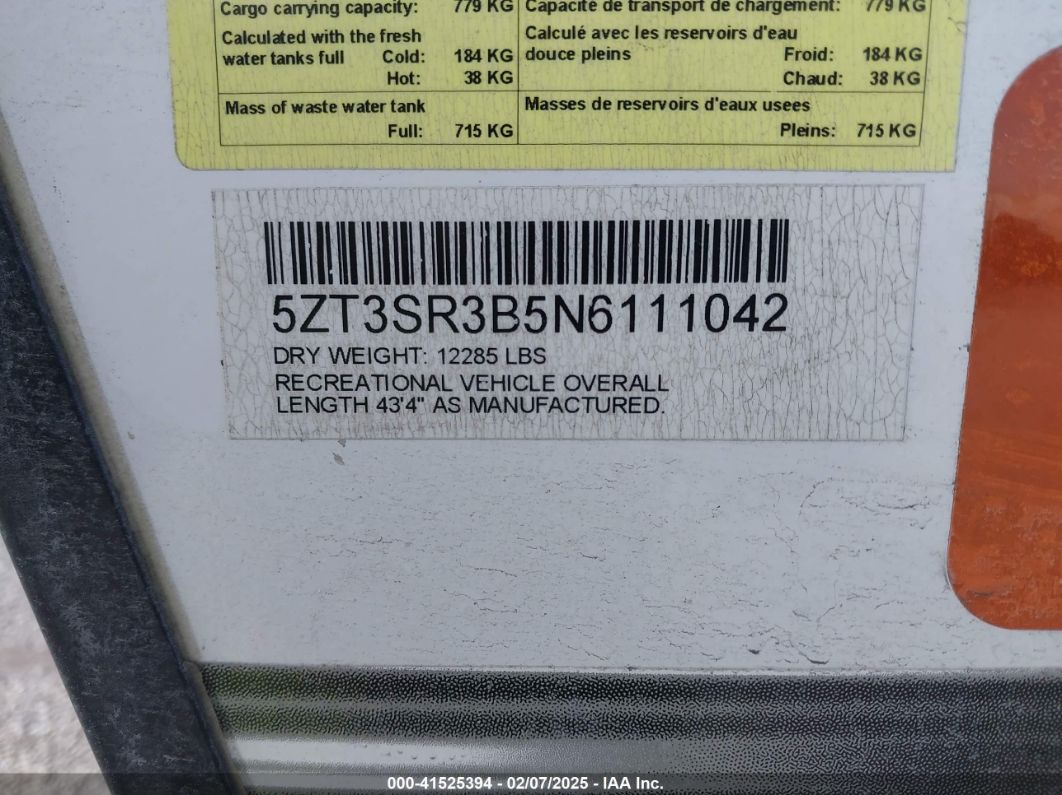 Cargo carrying capacity: 779 KG Capacité de transport de chargement: 779 KG
Calculated with the fresh Calculé avec les reservoirs d'eau
water tanks full Cold: 184 KG douce pleins Froid: 184 KG
Hot: 38 KG Chaud: 38 KG
Mass of waste water tank Masses de reservoirs d'eaux usees
Full: 715 KG Pleins: 715 KG
5ZT3SR3B5N6111042
DRY WEIGHT: 12285 LBS
RECREATIONAL VEHICLE OVERALL
LENGTH 43'4" AS MANUFACTURED.
000-41525394 - 02/07/2025 - IAA Inc.